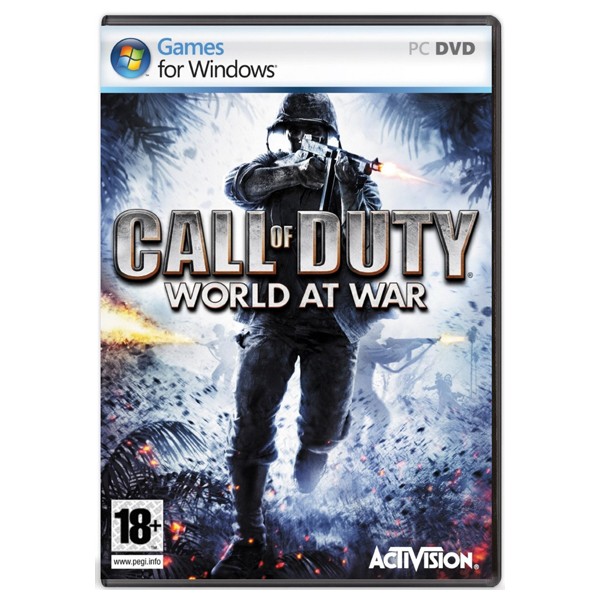 Games
for Windows®
PC DVD
CALL OF DUTY®
WORLD AT WAR
18+
www.pegi.info
ACTIVISION.